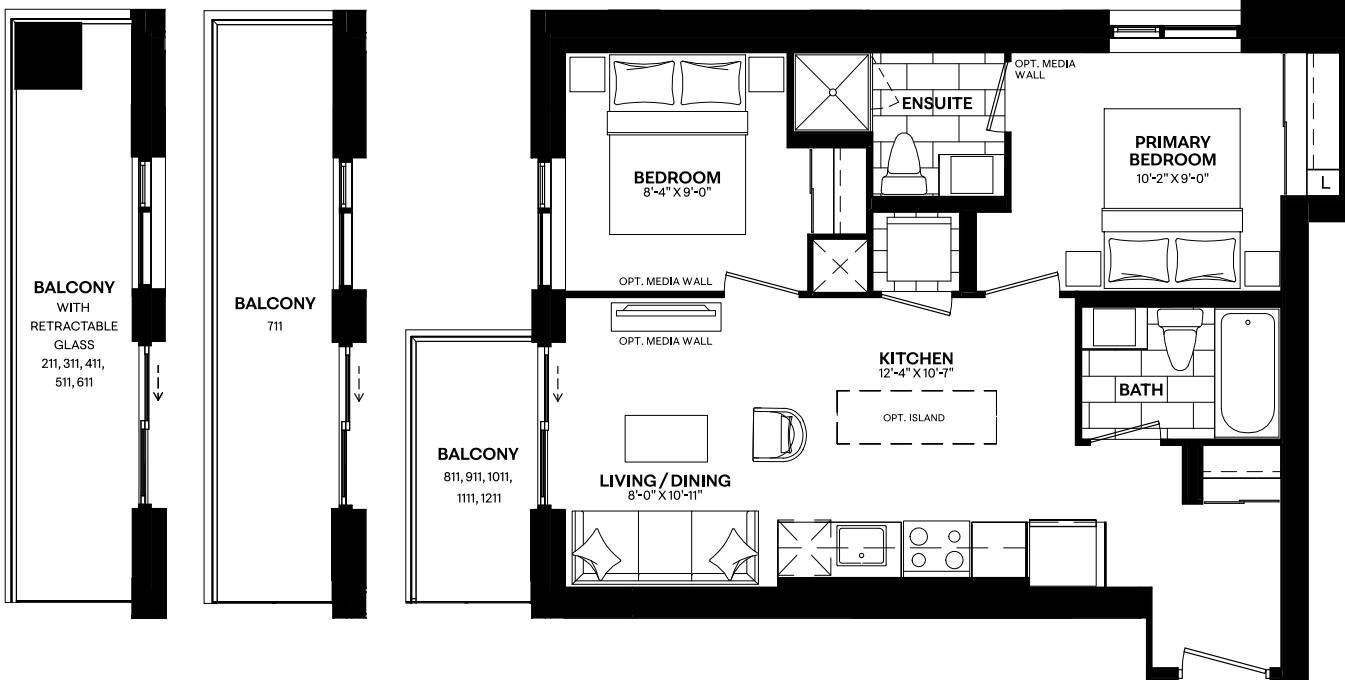 BALCONY
WITH
RETRACTABLE
GLASS
211, 311, 411,
511, 611
BALCONY
711
BALCONY
811, 911, 1011,
1111, 1211
BEDROOM
8'-4" X 9'-0"
OPT. MEDIA WALL
OPT. MEDIA WALL
LIVING / DINING
8'-0" X 10'-11"
ENSUITE
OPT. MEDIA
WALL
PRIMARY
BEDROOM
10'-2" X 9'-0"
L
KITCHEN
12'-4" X 10'-7"
OPT. ISLAND
BATH